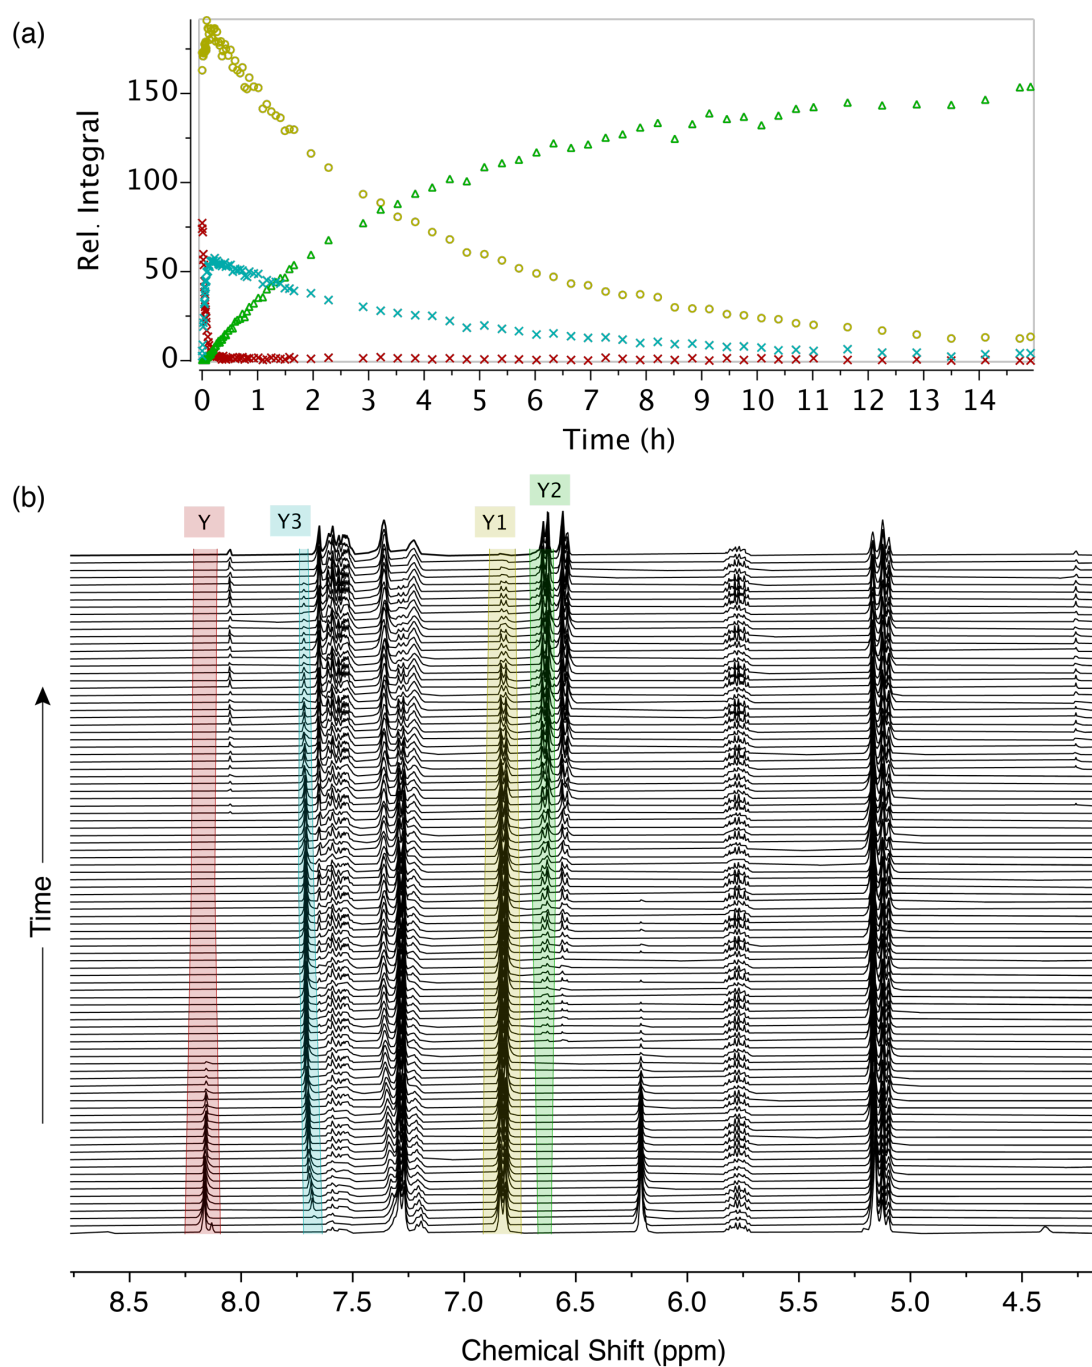 (a)
Rel. Integral
150
100
50
0
0 1 2 3 4 5 6 7 8 9 10 11 12 13 14
Time (h)
(b)
Y Y3 Y1 Y2
Time
8.5 8.0 7.5 7.0 6.5 6.0 5.5 5.0 4.5
Chemical Shift (ppm)